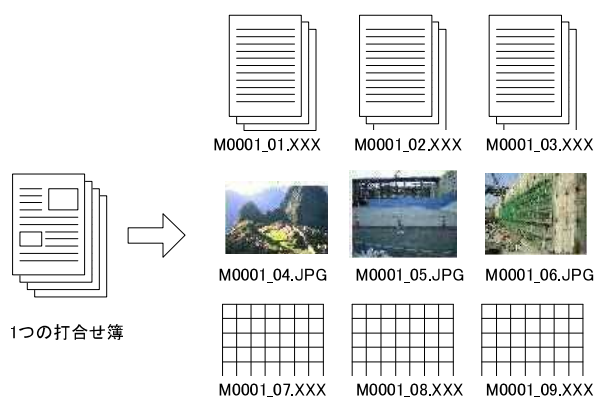 M0001_01.XXX
M0001_02.XXX
M0001_03.XXX
M0001_04.JPG
M0001_05.JPG
M0001_06.JPG
1つの打合せ簿
M0001_07.XXX
M0001_08.XXX
M0001_09.XXX